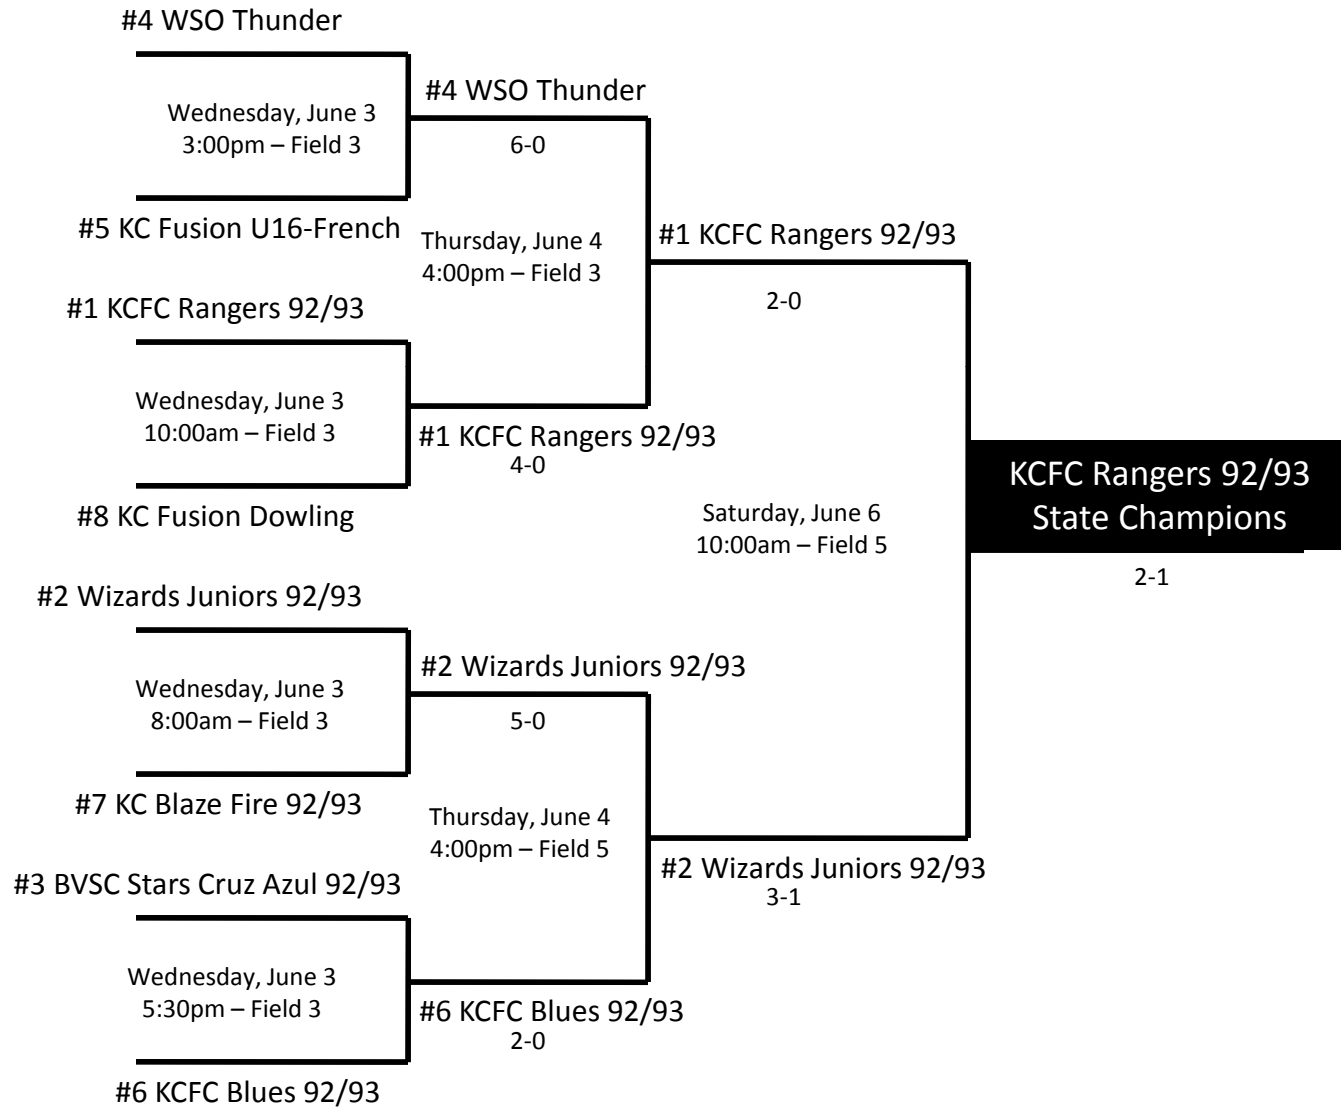 #4 WSO Thunder
Wednesday, June 3
3:00pm – Field 3
#5 KC Fusion U16-French
#4 WSO Thunder
6-0
Thursday, June 4
4:00pm – Field 3
#1 KCFC Rangers 92/93
2-0
#1 KCFC Rangers 92/93
Wednesday, June 3
10:00am – Field 3
#8 KC Fusion Dowling
#1 KCFC Rangers 92/93
4-0
Saturday, June 6
10:00am – Field 5
KCFC Rangers 92/93
State Champions
2-1
#2 Wizards Juniors 92/93
Wednesday, June 3
8:00am – Field 3
#7 KC Blaze Fire 92/93
#2 Wizards Juniors 92/93
5-0
Thursday, June 4
4:00pm – Field 5
#2 Wizards Juniors 92/93
3-1
#3 BVSC Stars Cruz Azul 92/93
Wednesday, June 3
5:30pm – Field 3
#6 KCFC Blues 92/93
#6 KCFC Blues 92/93
2-0